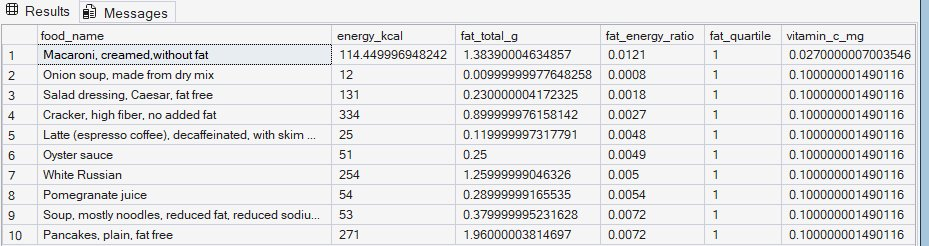 Results Messages
food_name energy_kcal fat_total_g fat_energy_ratio fat_quartile vitamin_c_mg
1 Macaroni, creamed,without fat 114.449996948242 1.38390004634857 0.0121 1 0.0270000007003546
2 Onion soup, made from dry mix 12 0.00999999977648258 0.0008 1 0.100000001490116
3 Salad dressing, Caesar, fat free 131 0.230000004172325 0.0018 1 0.100000001490116
4 Cracker, high fiber, no added fat 334 0.899999976158142 0.0027 1 0.100000001490116
5 Latte (espresso coffee), decaffeinated, with skim ... 25 0.119999997317791 0.0048 1 0.100000001490116
6 Oyster sauce 51 0.25 0.0049 1 0.100000001490116
7 White Russian 254 1.25999999046326 0.005 1 0.100000001490116
8 Pomegranate juice 54 0.28999999165535 0.0054 1 0.100000001490116
9 Soup, mostly noodles, reduced fat, reduced sodiu... 53 0.379999995231628 0.0072 1 0.100000001490116
10 Pancakes, plain, fat free 271 1.96000003814697 0.0072 1 0.100000001490116